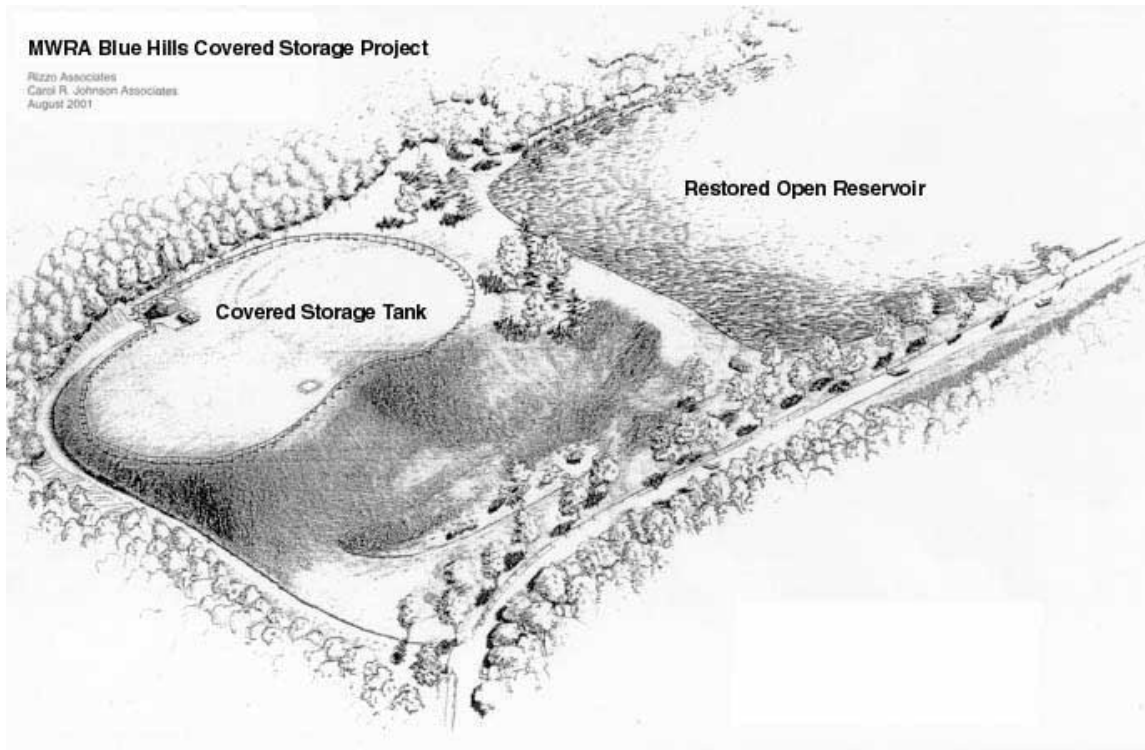 MWRA Blue Hills Covered Storage Project
Rizzo Associates
Carol R. Johnson Associates
August 2001
Restored Open Reservoir
Covered Storage Tank